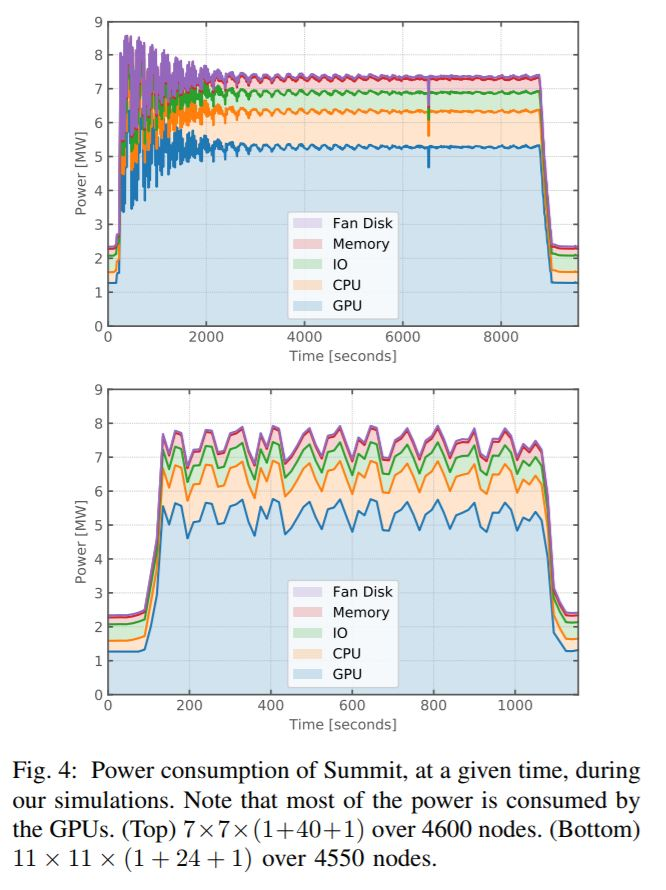 9
8
7
6
5
4
3
2
1
0
Power [MW]
Fan Disk
Memory
IO
CPU
GPU
0 2000 4000 6000 8000
Time [seconds]
9
8
7
6
5
4
3
2
1
0
Power [MW]
Fan Disk
Memory
IO
CPU
GPU
0 200 400 600 800 1000
Time [seconds]
Fig. 4: Power consumption of Summit, at a given time, during
our simulations. Note that most of the power is consumed by
the GPUs. (Top) 7×7×(1+40+1) over 4600 nodes. (Bottom)
11 × 11 × (1 + 24 + 1) over 4550 nodes.